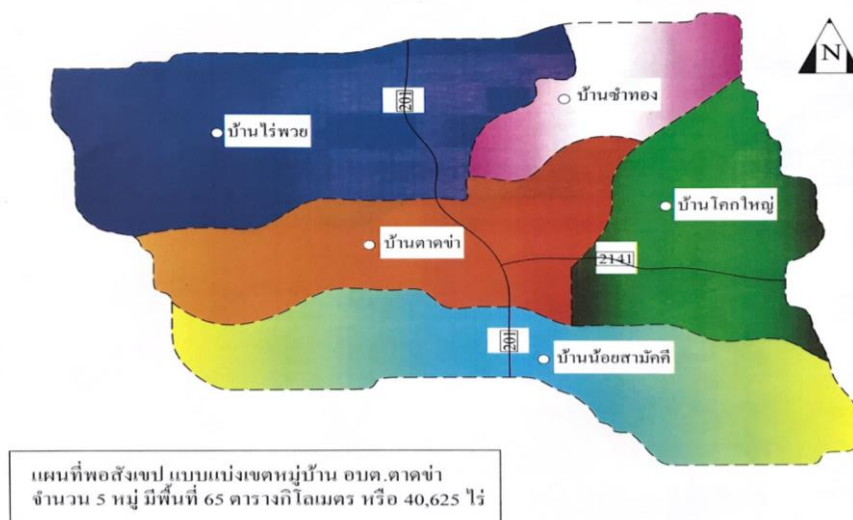 N
201
บ้านซำทอง
บ้านไร่พวย
บ้านโคกใหญ่
บ้านตาดข่า
2141
201
บ้านน้อยสามัคคี
แผนที่พอสังเขป แบบแบ่งเขตหมู่บ้าน อบต.ตาดข่า
จำนวน 5 หมู่ มีพื้นที่ 65 ตารางกิโลเมตร หรือ 40,625 ไร่